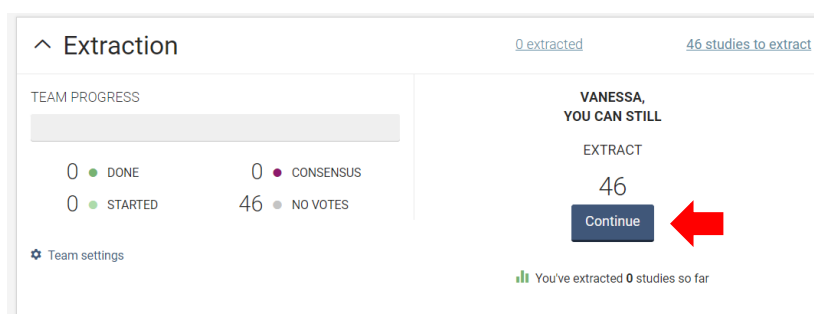 Extraction
0 extracted
46 studies to extract
TEAM PROGRESS
0 DONE
0 CONSENSUS
0 STARTED
46 NO VOTES
Team settings
VANESSA,
YOU CAN STILL
EXTRACT
46
Continue
You've extracted 0 studies so far